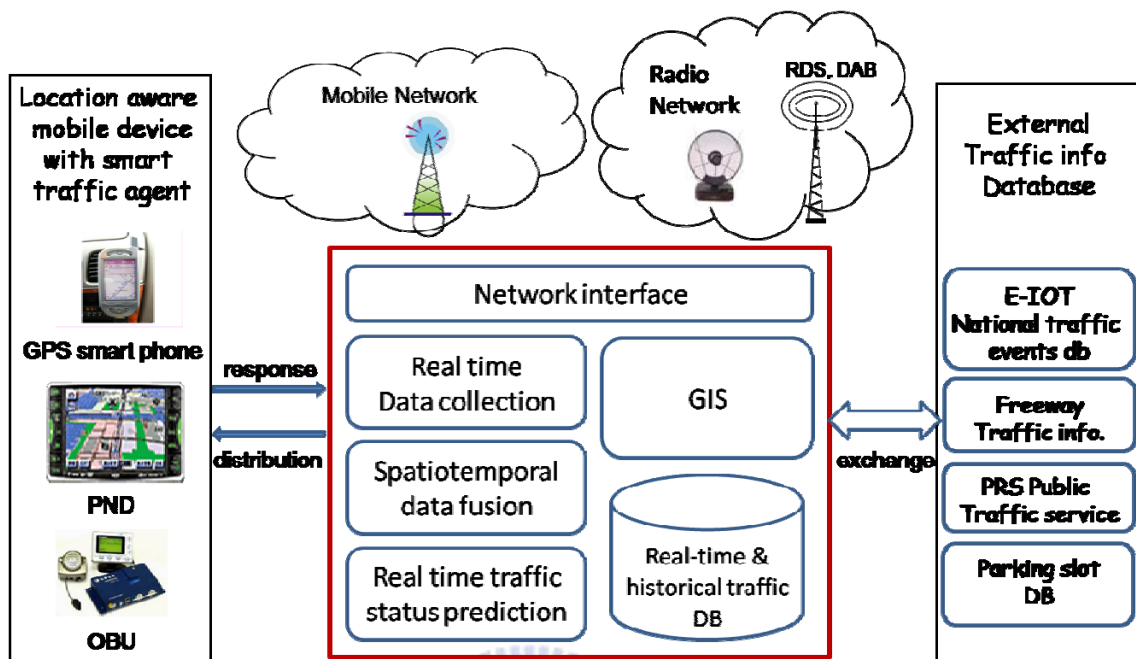 Location aware
mobile device
with smart
traffic agent
GPS smart phone
PND
OBU
response
distribution
Mobile Network
Radio
Network
RDS, DAB
Network interface
Real time
Data collection
Spatiotemporal
data fusion
Real time traffic
status prediction
GIS
Real-time &
historical traffic
DB
exchange
External
Traffic info
Database
E-IOT
National traffic
events db
Freeway
Traffic info.
PRS Public
Traffic service
Parking slot
DB